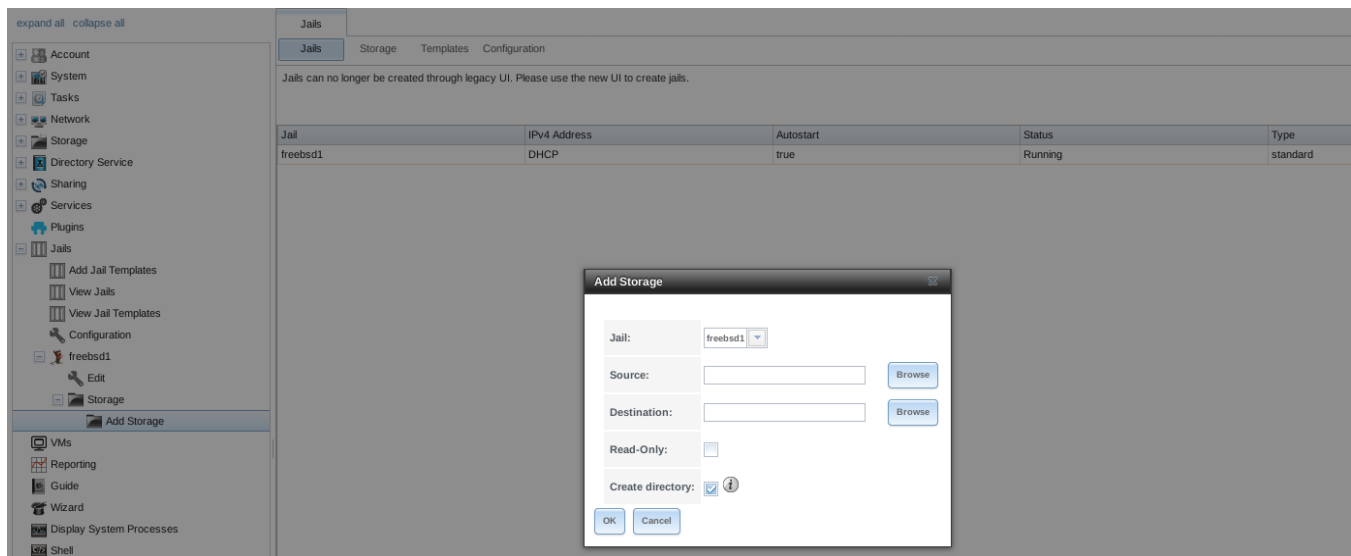 expand all collapse all
Account
System
Tasks
Network
Storage
Directory Service
Sharing
Services
Plugins
Jails
Add Jail Templates
View Jails
View Jail Templates
Configuration
freebsd1
Edit
Storage
Add Storage
VMs
Reporting
Guide
Wizard
Display System Processes
Shell
Jails
Jails Storage Templates Configuration
Jails can no longer be created through legacy UI. Please use the new UI to create jails.
Jail IPv4 Address Autostart Status Type
freebsd1 DHCP true Running standard
Add Storage
Jail: freebsd1
Source: Browse
Destination: Browse
Read-Only:
Create directory:
OK Cancel